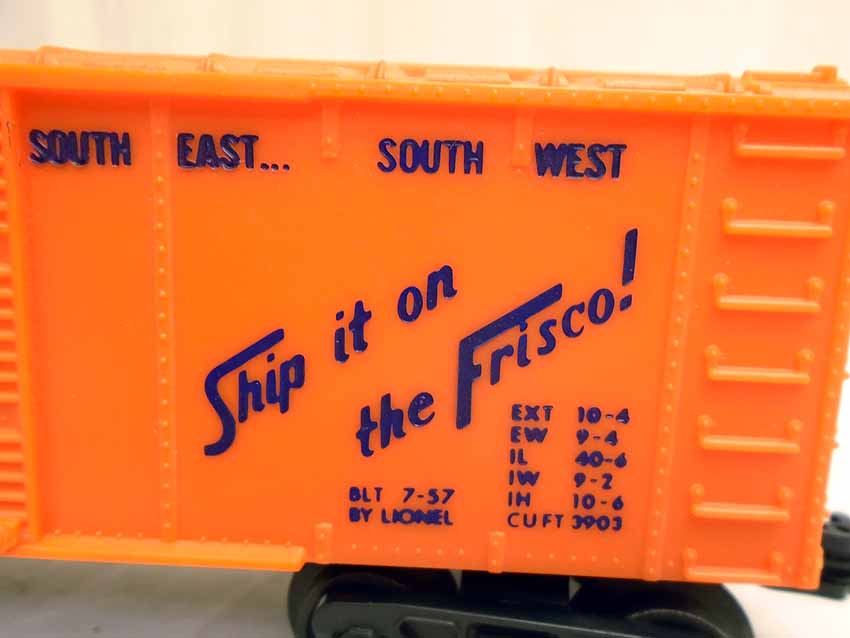 SOUTH EAST... SOUTH WEST
Ship it on
the Frisco!
EXT 10-4
EW 9-4
IL 40-6
IW 9-2
IH 10-6
CU FT 3903
BLT 7-57
BY LIONEL